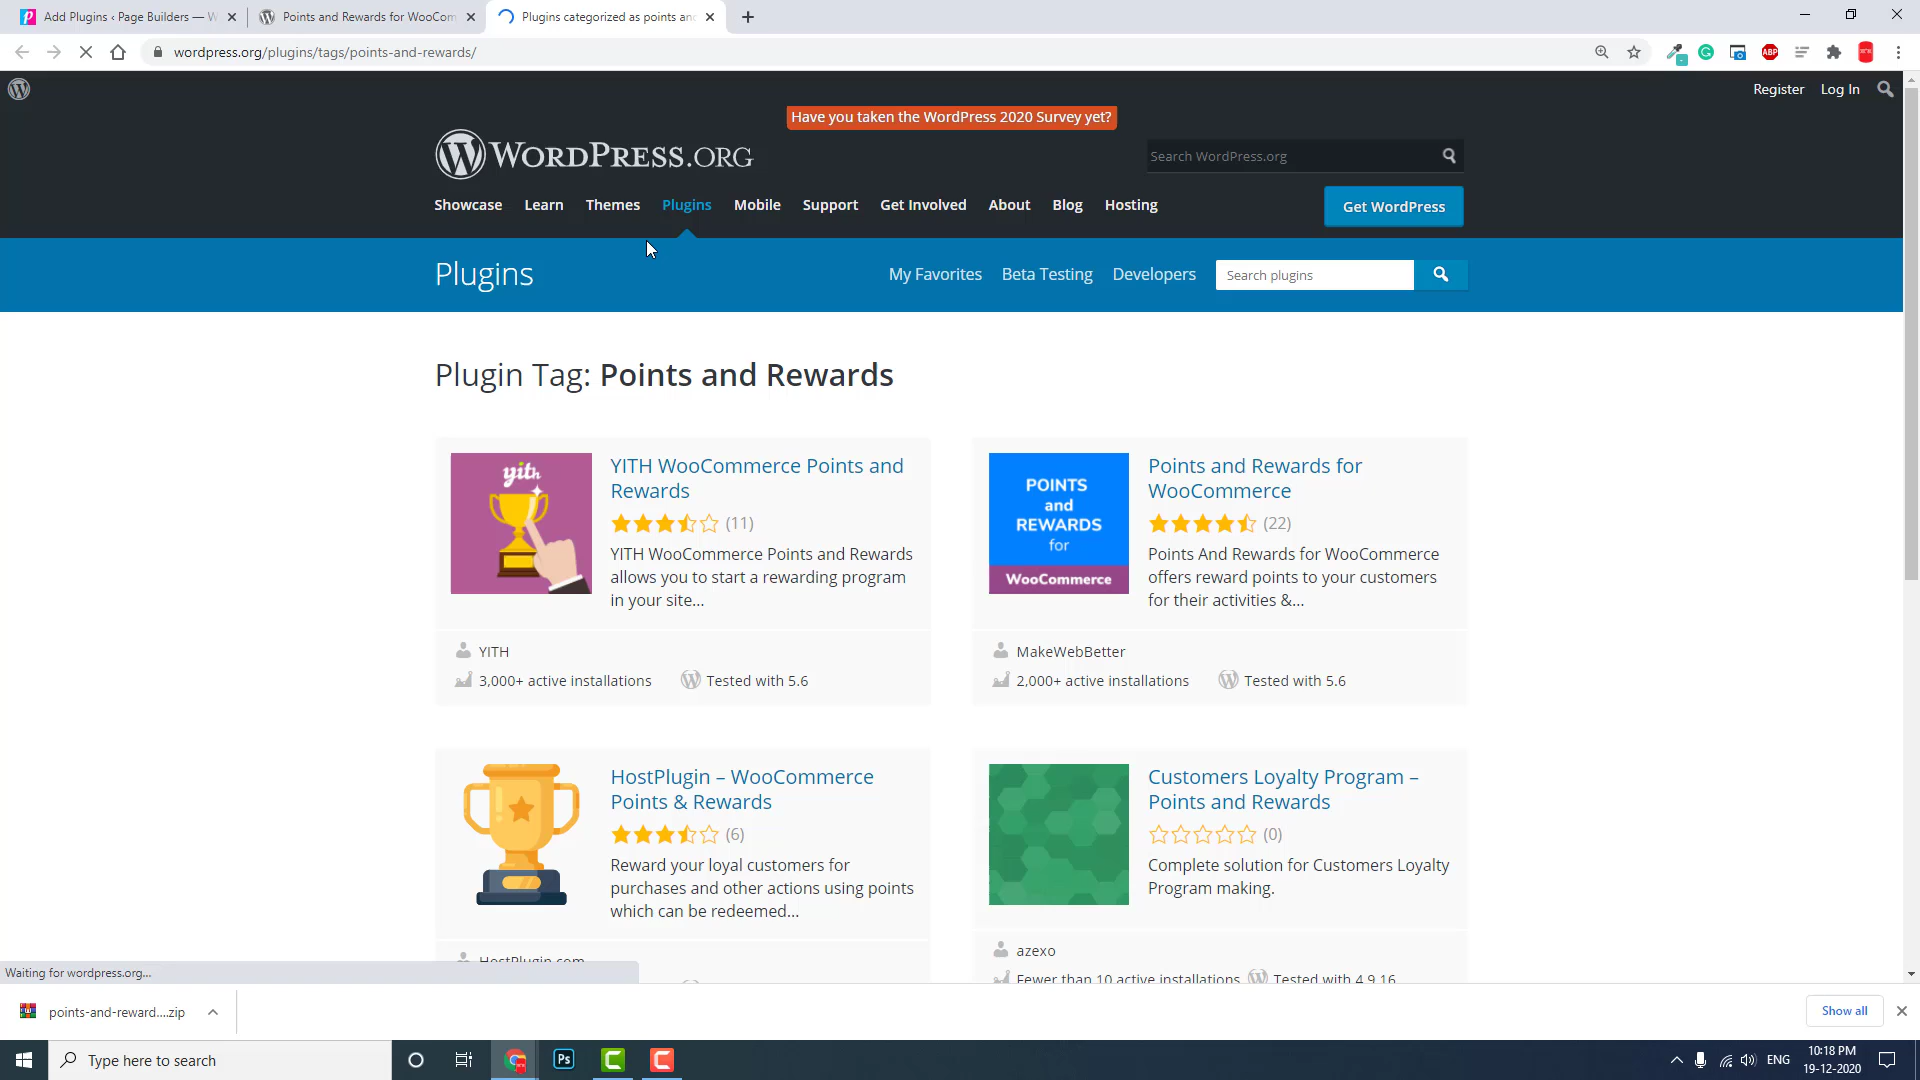 Add Plugins ‹ Page Builders — W
Points and Rewards for WooCom
Plugins categorized as points an
wordpress.org/plugins/tags/points-and-rewards/
ABP
Register
Log In
Have you taken the WordPress 2020 Survey yet?
WORDPRESS.ORG
Search WordPress.org
Showcase
Learn
Themes
Plugins
Mobile
Support
Get Involved
About
Blog
Hosting
Get WordPress
Plugins
My Favorites
Beta Testing
Developers
Search plugins
Plugin Tag: Points and Rewards
yith
YITH WooCommerce Points and
Rewards
(11)
YITH WooCommerce Points and Rewards
allows you to start a rewarding program
in your site...
YITH
3,000+ active installations
Tested with 5.6
POINTS
and
REWARDS
for
WooCommerce
Points and Rewards for
WooCommerce
(22)
Points And Rewards for WooCommerce
offers reward points to your customers
for their activities &...
MakeWebBetter
2,000+ active installations
Tested with 5.6
HostPlugin – WooCommerce
Points & Rewards
(6)
Reward your loyal customers for
purchases and other actions using points
which can be redeemed...
HostPlugin.com
Customers Loyalty Program –
Points and Rewards
(0)
Complete solution for Customers Loyalty
Program making.
azexo
Fewer than 10 active installations
Tested with 4.9.16
Waiting for wordpress.org...
points-and-reward....zip
Show all
Type here to search
Ps
ENG
10:18 PM
19-12-2020